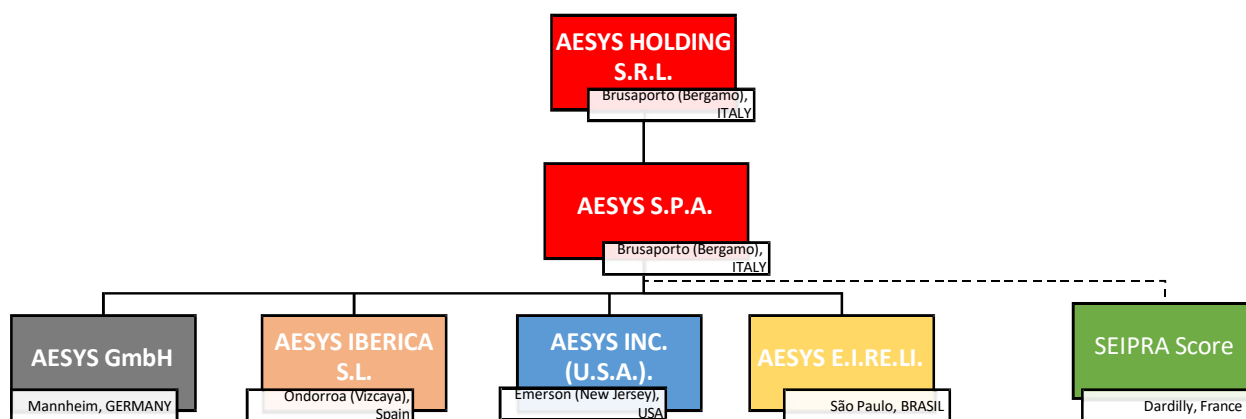 AESYS HOLDING
S.R.L.
Brusaporto (Bergamo),
ITALY
AESYS S.P.A.
Brusaporto (Bergamo),
ITALY
AESYS GmbH
Mannheim, GERMANY
AESYS IBERICA
S.L.
Ondorroa (Vizcaya),
Spain
AESYS INC.
(U.S.A.).
Emerson (New Jersey),
USA
AESYS E.I.RE.LI.
São Paulo, BRASIL
SEIPRA Score
Dardilly, France